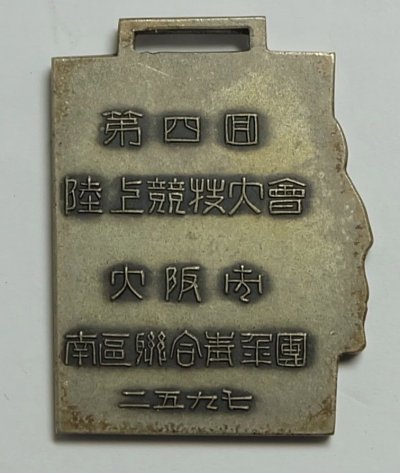 第四回
陸上競技大會
大阪市
南區聯合青年團
二五九七